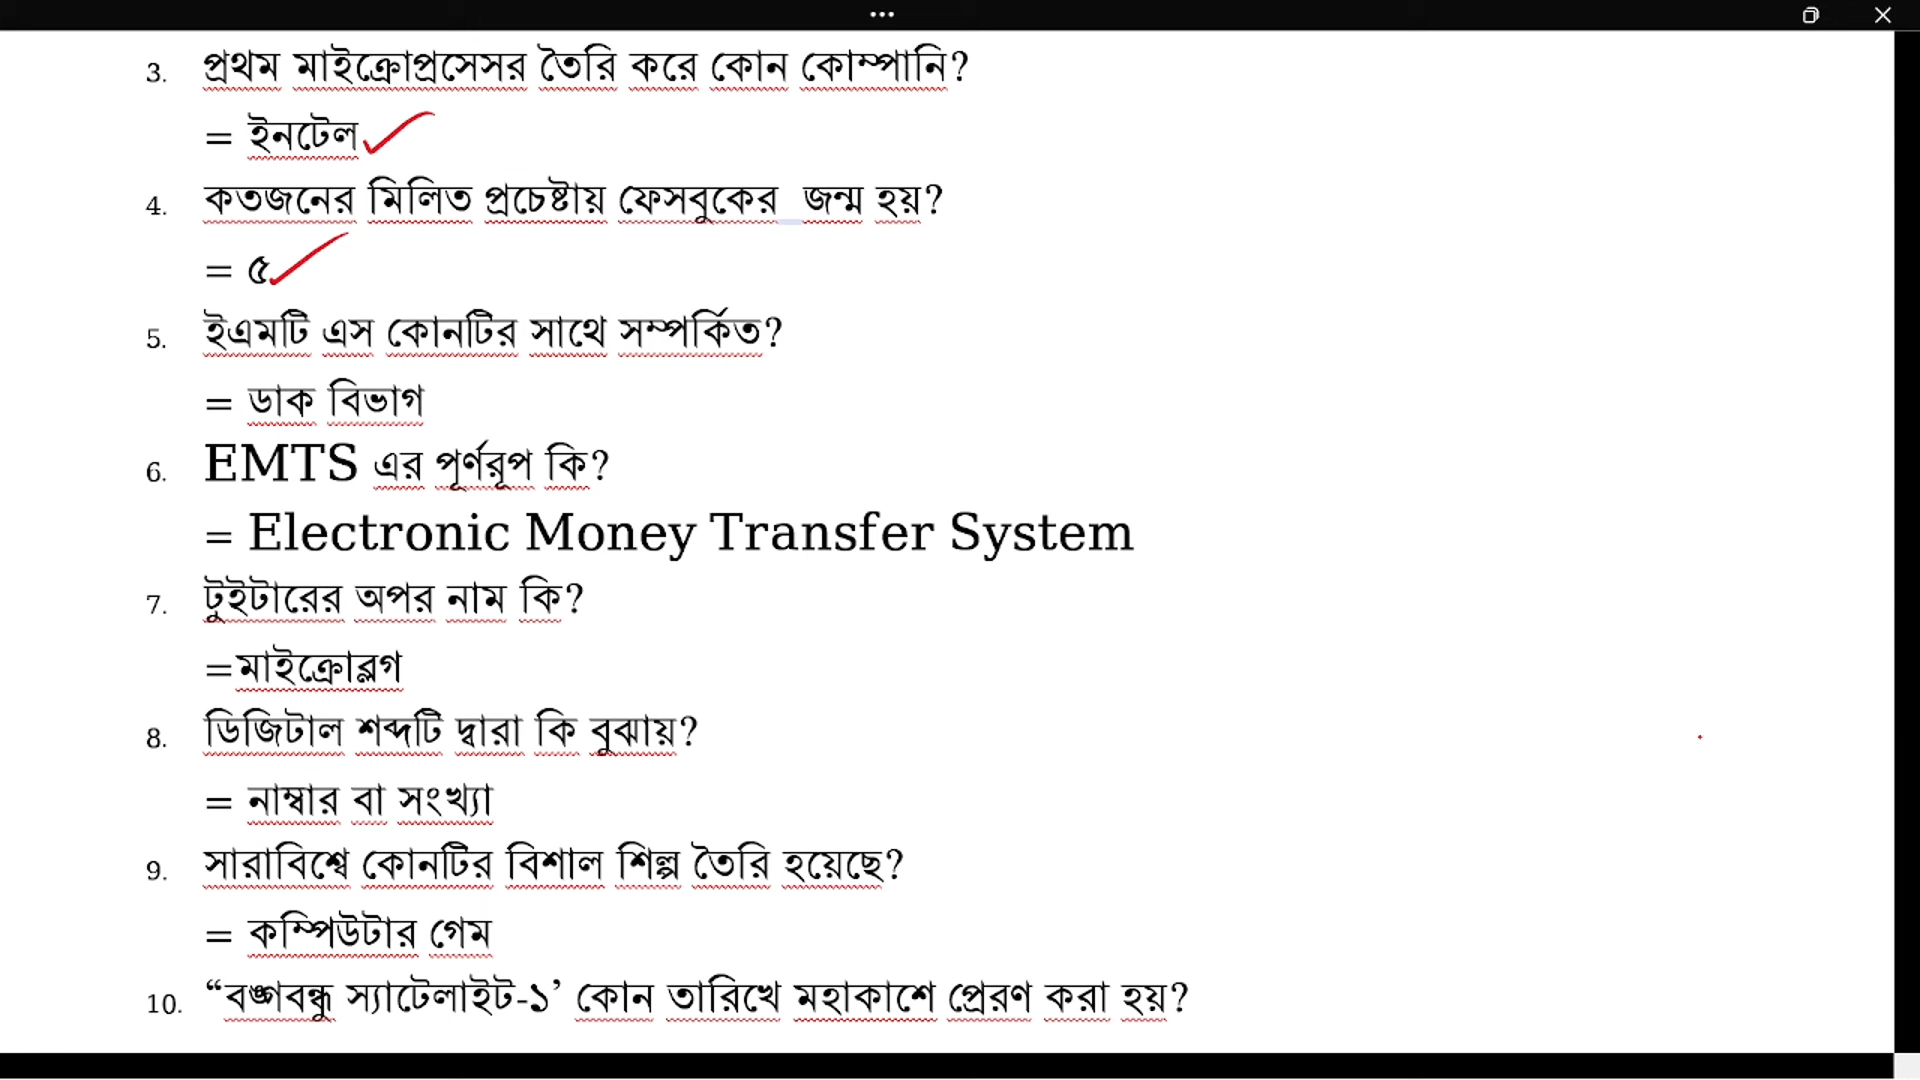 3. প্রথম মাইক্রোপ্রসেসর তৈরি করে কোন কোম্পানি?
= ইনটেল
4. কতজনের মিলিত প্রচেষ্টায় ফেসবুকের জন্ম হয়?
= ৫
5. ইএমটি এস কোনটির সাথে সম্পর্কিত?
= ডাক বিভাগ
6. EMTS এর পূর্ণরূপ কি?
= Electronic Money Transfer System
7. টুইটারের অপর নাম কি?
=মাইক্রোব্লগ
8. ডিজিটাল শব্দটি দ্বারা কি বুঝায়?
= নাম্বার বা সংখ্যা
9. সারাবিশ্বে কোনটির বিশাল শিল্প তৈরি হয়েছে?
= কম্পিউটার গেম
10. “বঙ্গবন্ধু স্যাটেলাইট-১’ কোন তারিখে মহাকাশে প্রেরণ করা হয়?